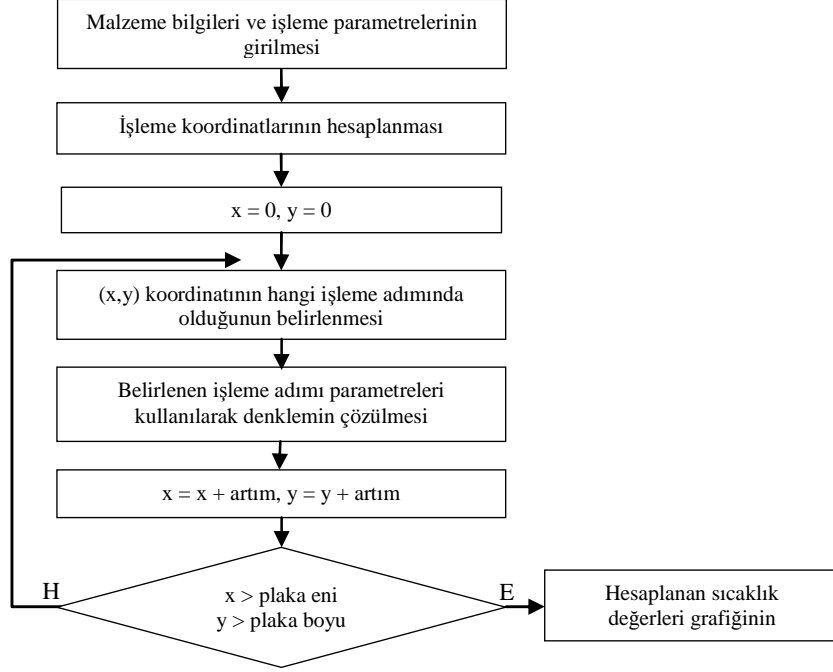 Malzeme bilgileri ve işleme parametrelerinin
girilmesi
İşleme koordinatlarının hesaplanması
x = 0, y = 0
(x,y) koordinatının hangi işleme adımında
olduğunun belirlenmesi
Belirlenen işleme adımı parametreleri
kullanılarak denklemin çözülmesi
x = x + artım, y = y + artım
H
x > plaka eni
y > plaka boyu
E
Hesaplanan sıcaklık
değerleri grafiğinin